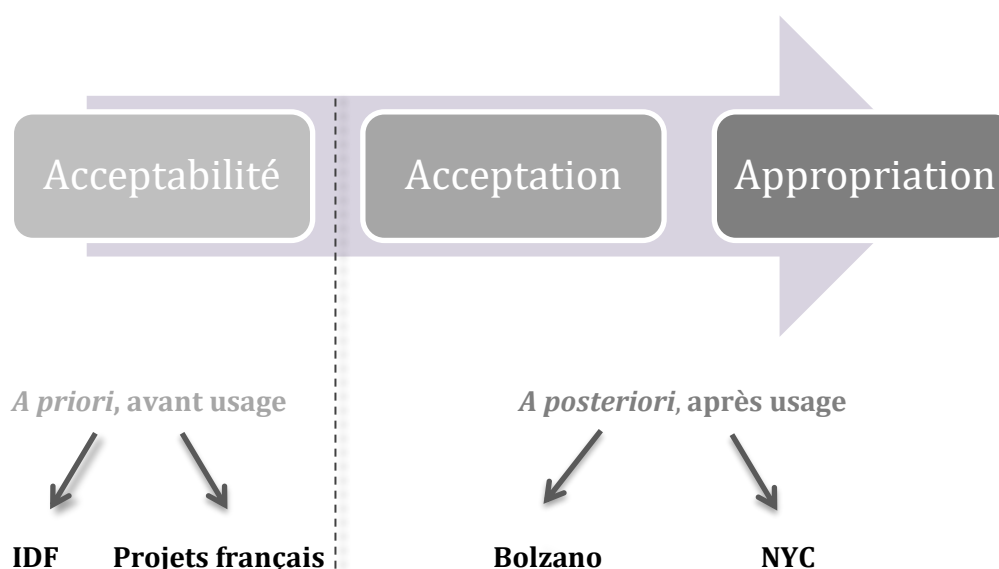 Acceptabilité
Acceptation
Appropriation
A priori, avant usage
A posteriori, après usage
IDF
Projets français
Bolzano
NYC